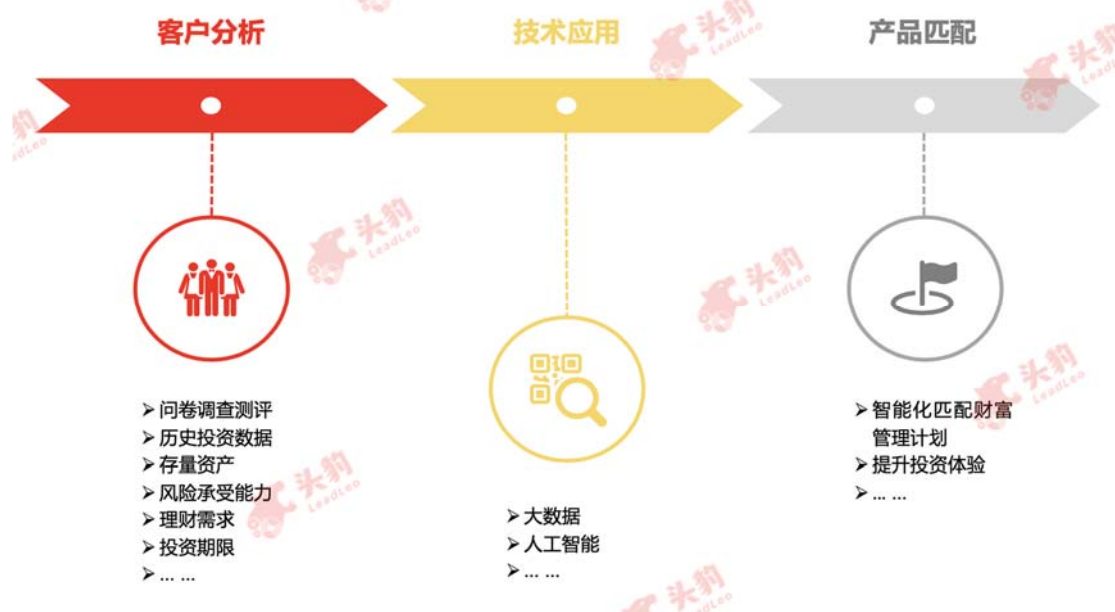 客户分析
技术应用
产品匹配
头豹
LeadLeo
➢问卷调查测评
➢历史投资数据
➢存量资产
➢风险承受能力
➢理财需求
➢投资期限
➢... ...
➢大数据
➢人工智能
➢... ...
➢智能化匹配财富
管理计划
➢提升投资体验
➢... ...